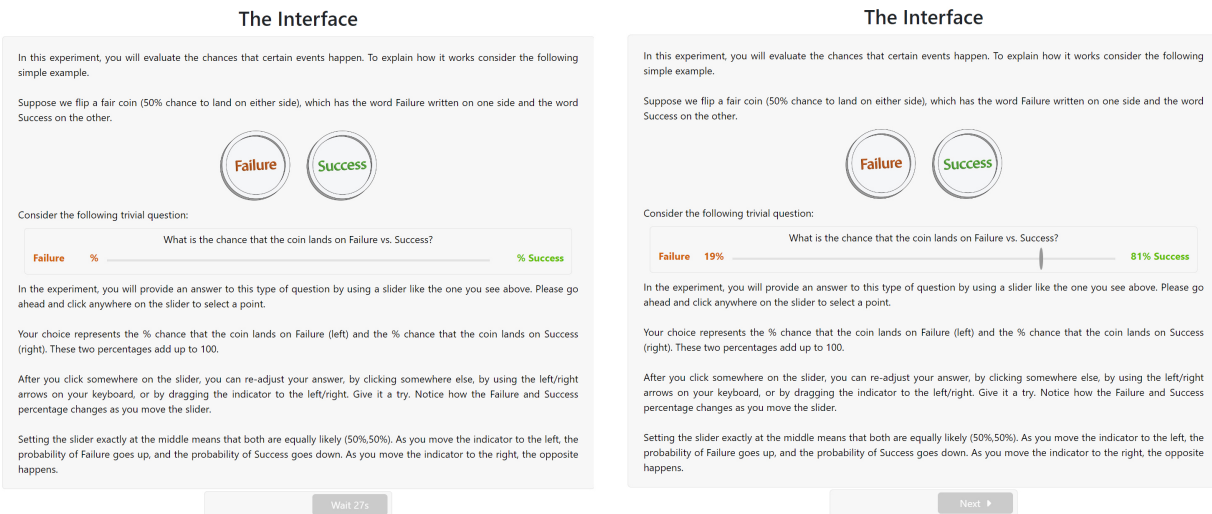 The Interface
In this experiment, you will evaluate the chances that certain events happen. To explain how it works consider the following
simple example.
Suppose we flip a fair coin (50% chance to land on either side), which has the word Failure written on one side and the word
Success on the other.
Failure
Success
Consider the following trivial question:
What is the chance that the coin lands on Failure vs. Success?
Failure % % Success
In the experiment, you will provide an answer to this type of question by using a slider like the one you see above. Please go
ahead and click anywhere on the slider to select a point.
Your choice represents the % chance that the coin lands on Failure (left) and the % chance that the coin lands on Success
(right). These two percentages add up to 100.
After you click somewhere on the slider, you can re-adjust your answer, by clicking somewhere else, by using the left/right
arrows on your keyboard, or by dragging the indicator to the left/right. Give it a try. Notice how the Failure and Success
percentage changes as you move the slider.
Setting the slider exactly at the middle means that both are equally likely (50%,50%). As you move the indicator to the left, the
probability of Failure goes up, and the probability of Success goes down. As you move the indicator to the right, the opposite
happens.
Wait 27s
The Interface
In this experiment, you will evaluate the chances that certain events happen. To explain how it works consider the following
simple example.
Suppose we flip a fair coin (50% chance to land on either side), which has the word Failure written on one side and the word
Success on the other.
Failure
Success
Consider the following trivial question:
What is the chance that the coin lands on Failure vs. Success?
Failure 19% 81% Success
In the experiment, you will provide an answer to this type of question by using a slider like the one you see above. Please go
ahead and click anywhere on the slider to select a point.
Your choice represents the % chance that the coin lands on Failure (left) and the % chance that the coin lands on Success
(right). These two percentages add up to 100.
After you click somewhere on the slider, you can re-adjust your answer, by clicking somewhere else, by using the left/right
arrows on your keyboard, or by dragging the indicator to the left/right. Give it a try. Notice how the Failure and Success
percentage changes as you move the slider.
Setting the slider exactly at the middle means that both are equally likely (50%,50%). As you move the indicator to the left, the
probability of Failure goes up, and the probability of Success goes down. As you move the indicator to the right, the opposite
happens.
Next